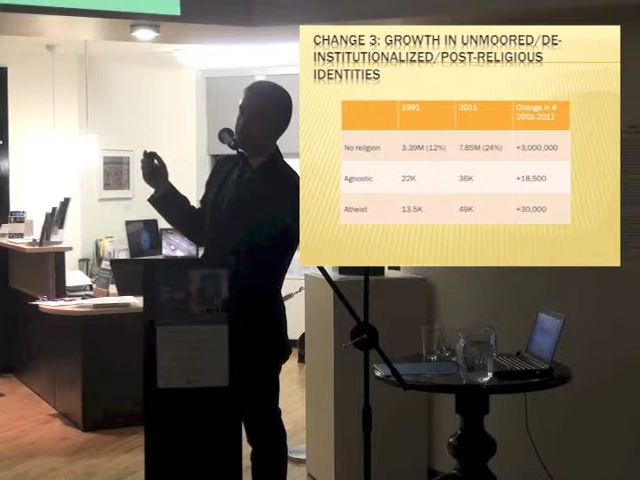 CHANGE 3: GROWTH IN UNMOORED/DE-
INSTITUTIONALIZED/POST-RELIGIOUS
IDENTITIES
1991 2011 Change in #
2001-2011
No religion 3.39M (12%) 7.85M (24%) +3,000,000
Agnostic 22K 36K +18,500
Atheist 13.5K 49K +30,000